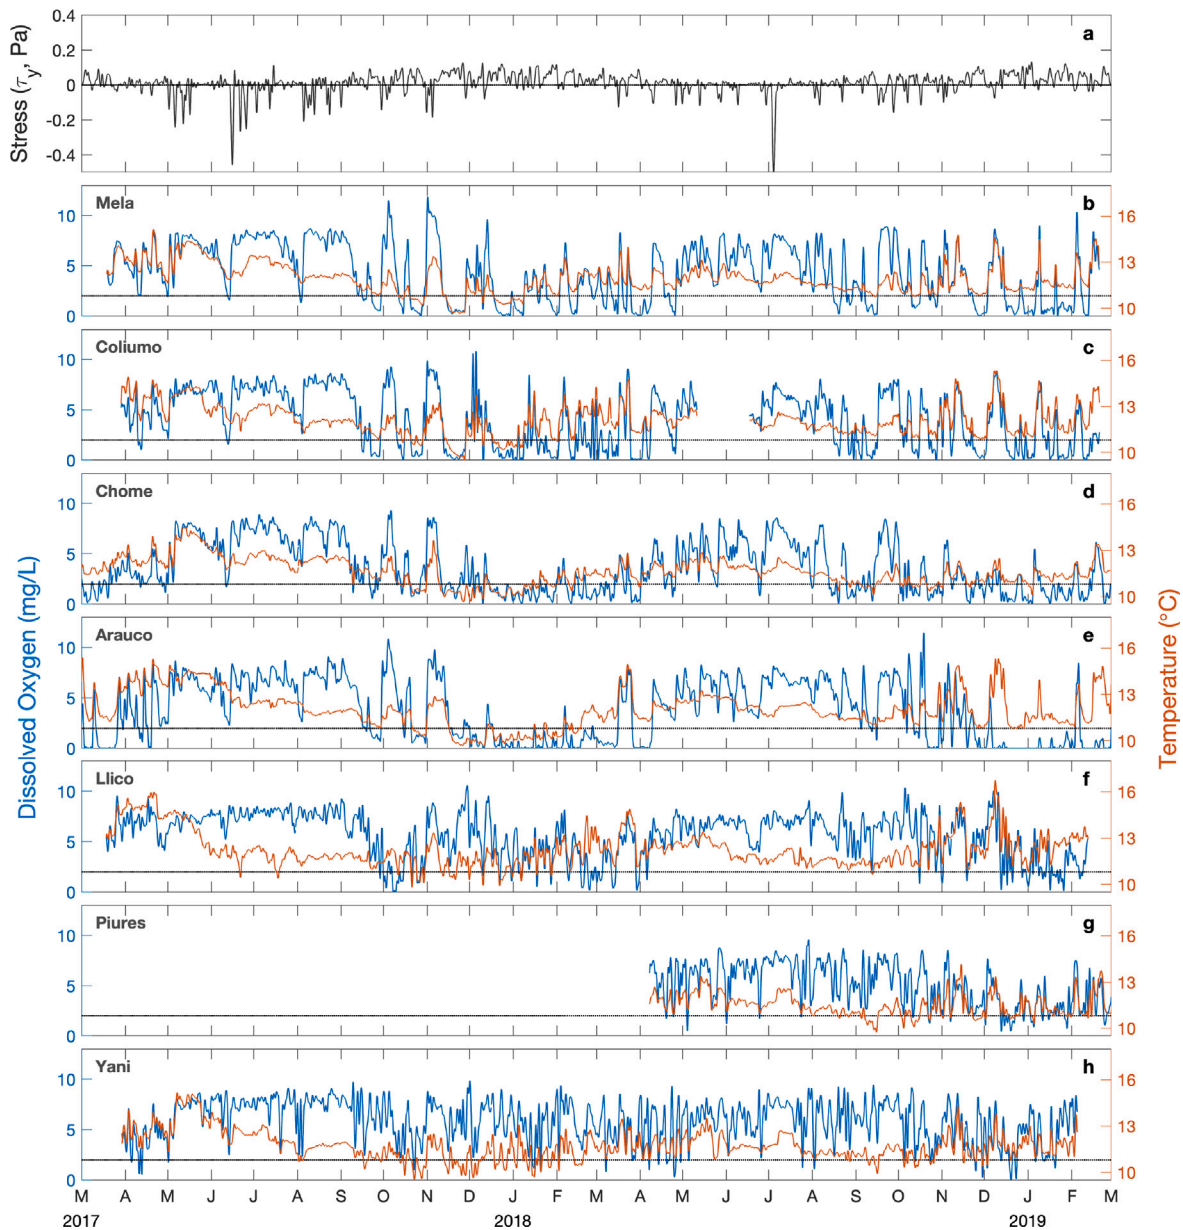 0.4
0.2
0
-0.2
-0.4
Stress (τy, Pa)
a
Mela
b
10
5
0
16
13
10
Coliumo
c
10
5
0
16
13
10
Chome
d
10
5
0
16
13
10
Arauco
e
10
5
0
16
13
10
Llico
f
10
5
0
16
13
10
Piures
g
10
5
0
16
13
10
Yani
h
10
5
0
16
13
10
Dissolved Oxygen (mg/L)
Temperature (°C)
M A M J J A S O N D J F M A M J J A S O N D J F M
2017 2018 2019